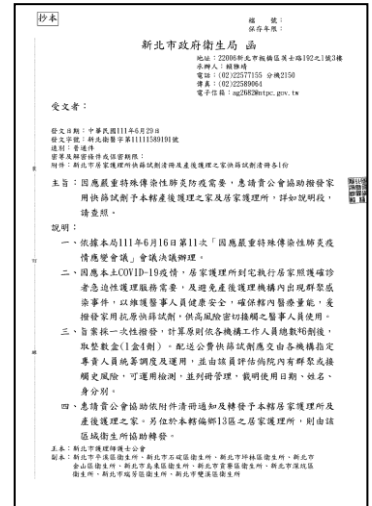 抄本
檔　號：
保存年限：
新北市政府衛生局　函
地址：22006新北市板橋區英士路192之1號3樓
承辦人：賴雅靖
電話：(02)22577155 分機2150
傳真：(02)22589064
電子信箱：ag2682@ntpc.gov.tw
受文者：
發文日期：中華民國111年6月29日
發文字號：新北衛醫字第11111589191號
速別：普通件
密等及解密條件或保密期限：
附件：新北市居家護理所快篩試劑清冊及產後護理之家快篩試劑清冊各1份
主旨：因應嚴重特殊傳染性肺炎防疫需要，惠請貴公會協助撥發家
用快篩試劑予本轄產後護理之家及居家護理所，詳如說明段，
請查照。
說明：
一、依據本局111年6月16日第11次「因應嚴重特殊傳染性肺炎疫
情應變會議」會議決議辦理。
二、因應本土COVID-19疫情，居家護理所到宅執行居家照護確診
者急迫性護理服務需要，及避免產後護理機構內出現群聚感
染事件，以維護醫事人員健康安全，確保轄內醫療量能，爰
撥發家用抗原快篩試劑，供高風險密切接觸之醫事人員使用。
三、旨案採一次性撥發，計算原則依各機構工作人員總數*6劑後，
取整數盒(1盒4劑)。配送公費快篩試劑應交由各機構指定
專責人員統籌調度及運用，並由該員評估倘院內有群聚或接
觸史風險，可運用檢測，並列冊管理，載明使用日期、姓名、
身分別。
四、惠請貴公會協助依附件清冊通知及轉發予本轄居家護理所及
產後護理之家。另位於本轄偏鄉13區之居家護理所，則由該
區域衛生所協助轉發。
正本：新北市護理師護士公會
副本：新北市平溪區衛生所、新北市石碇區衛生所、新北市坪林區衛生所、新北市
金山區衛生所、新北市烏來區衛生所、新北市貢寮區衛生所、新北市深坑區
衛生所、新北市瑞芳區衛生所、新北市雙溪區衛生所